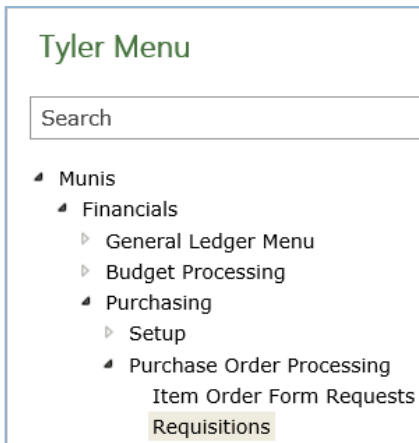 Tyler Menu
Search
Munis
Financials
General Ledger Menu
Budget Processing
Purchasing
Setup
Purchase Order Processing
Item Order Form Requests
Requisitions